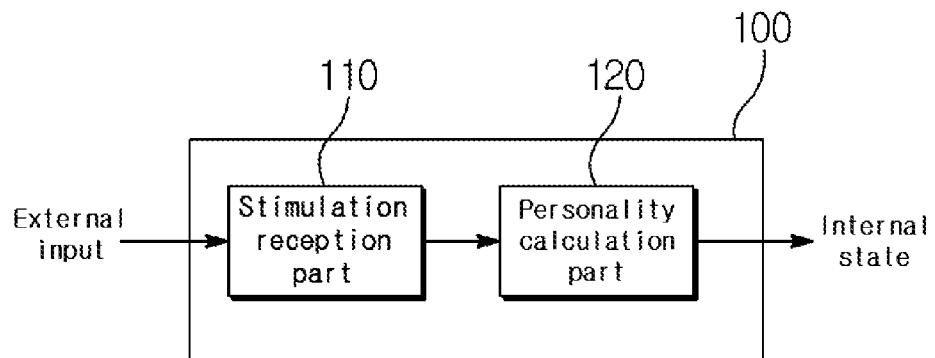 100
110
120
External
input
Stimulation
reception
part
Personality
calculation
part
Internal
state